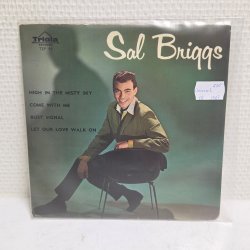 Triola
Sal Briggs
HIGH IN THE MISTY SKY
COME WITH ME
BUSY SIGNAL
LET OUR LOVE WALK ON